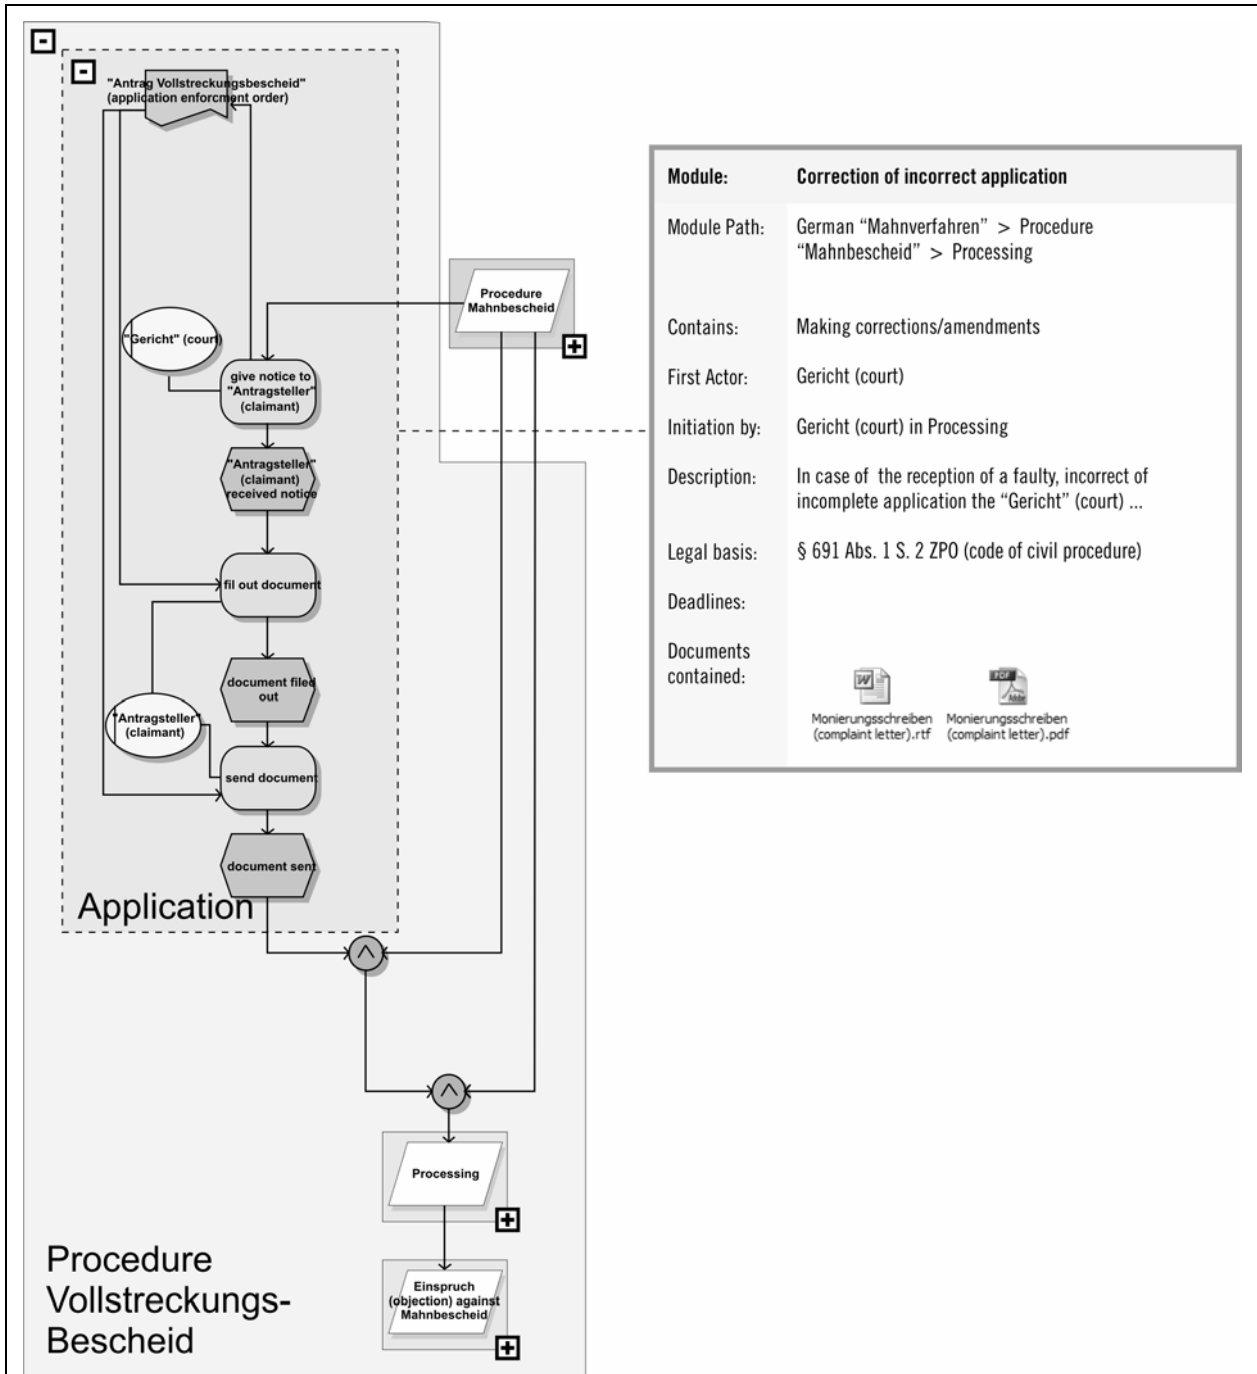 "Antrag Vollstreckungsbescheid"
(application enforcment order)
Procedure
Mahnbescheid
"Gericht" (court)
give notice to
"Antragsteller"
(claimant)
"Antragsteller"
(claimant)
received notice
fil out document
document filed
out
"Antragsteller"
(claimant)
send document
document sent
Application
Processing
Einspruch
(objection) against
Mahnbescheid
Procedure
Vollstreckungs-
Bescheid
Module: Correction of incorrect application
Module Path: German “Mahnverfahren” > Procedure
“Mahnbescheid” > Processing
Contains: Making corrections/amendments
First Actor: Gericht (court)
Initiation by: Gericht (court) in Processing
Description: In case of the reception of a faulty, incorrect of
incomplete application the “Gericht” (court) ...
Legal basis: § 691 Abs. 1 S. 2 ZPO (code of civil procedure)
Deadlines:
Documents
contained:
PDF
Adobe
Monierungsschreiben
(complaint letter).rtf
Monierungsschreiben
(complaint letter).pdf